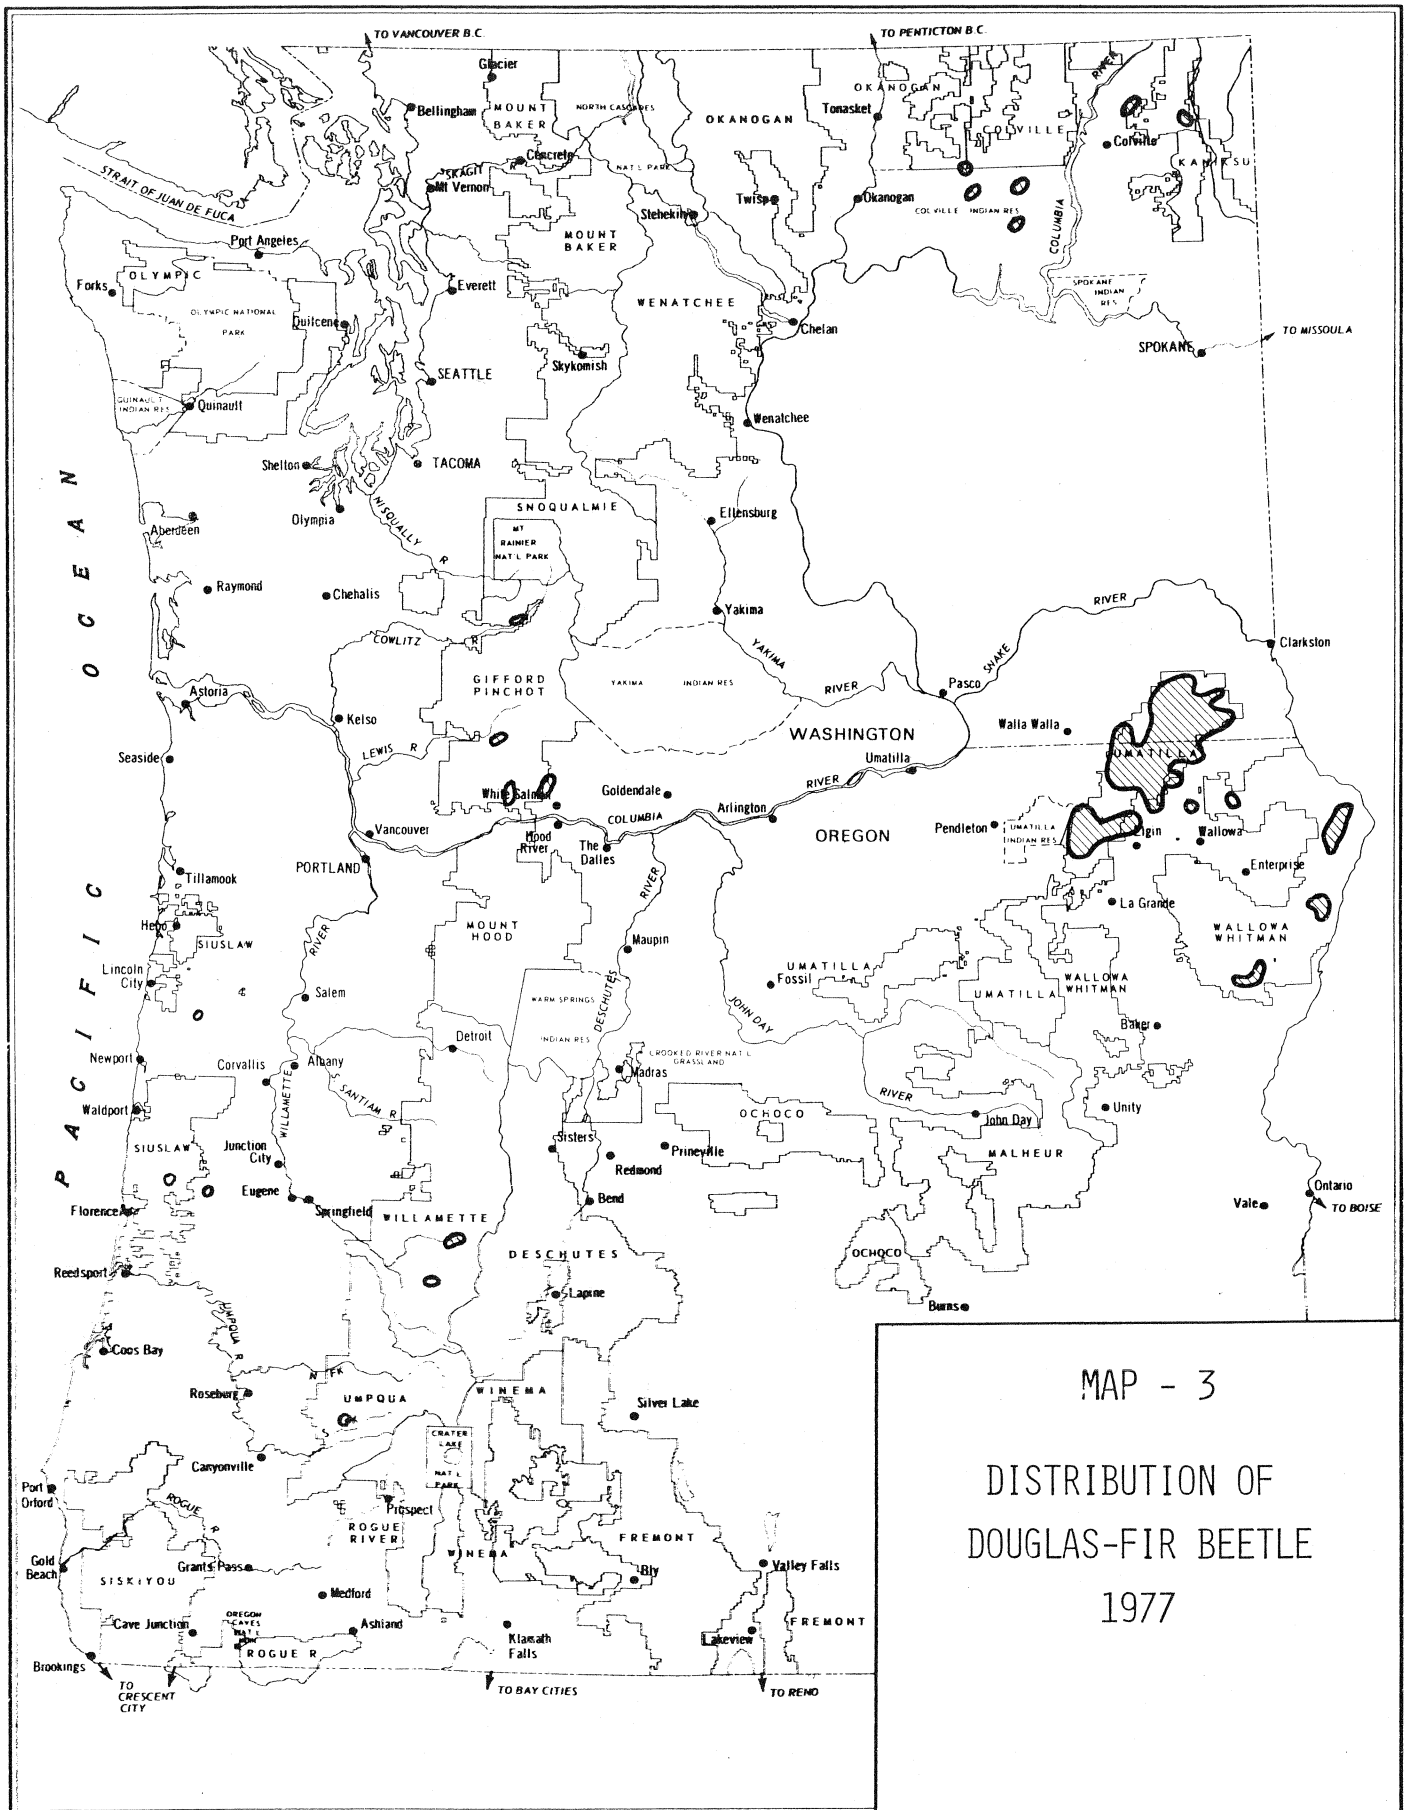 TO VANCOUVER B.C.
TO PENTICTON B.C.
Glacier
OKANOGAN
RIVER
Bellingham
MOUNT
BAKER
NORTH CASCADES
OKANOGAN
Tonasket
COLVILLE
Colville
KANIKSU
Concrete
SKAGIT R
NAT'L PARK
STRAIT OF JUAN DE FUCA
Mt Vernon
Stehekin
Twisp
Okanogan
COLVILLE INDIAN RES
COLUMBIA
Port Angeles
MOUNT
BAKER
OLYMPIC
Forks
Everett
WENATCHEE
SPOKANE
INDIAN
RES
OLYMPIC NATIONAL
PARK
Quilcene
Chelan
TO MISSOULA
SPOKANE
Skykomish
SEATTLE
QUINAULT
INDIAN RES
Quinault
Wenatchee
Shelton
TACOMA
NISQUALLY R
SNOQUALMIE
Ellensburg
Olympia
Aberdeen
MT
RAINIER
NAT'L PARK
Raymond
Chehalis
Yakima
RIVER
COWLITZ R
YAKIMA
SNAKE
Clarkston
GIFFORD
PINCHOT
YAKIMA INDIAN RES
RIVER
Pasco
Astoria
Kelso
Walla Walla
WASHINGTON
LEWIS R
UMATILLA
Seaside
Umatilla
RIVER
White Salmon
Goldendale
Arlington
COLUMBIA
Vancouver
Hood
River
The
Dalles
OREGON
Pendleton
UMATILLA
INDIAN RES
Elgin
Wallowa
PORTLAND
Enterprise
Tillamook
RIVER
La Grande
Hebo
SIUSLAW
RIVER
MOUNT
HOOD
Maupin
WALLOWA
WHITMAN
Lincoln
City
UMATILLA
Fossil
WALLOWA
WHITMAN
UMATILLA
Salem
WARM SPRINGS
INDIAN RES
DESCHUTES
JOHN DAY
Baker
Detroit
Newport
Corvallis
Albany
CROOKED RIVER NAT'L
GRASSLAND
Madras
WILLAMETTE
SANTIAM R
RIVER
Waldport
OCHOCO
John Day
Unity
SIUSLAW
Junction
City
Sisters
Prineville
MALHEUR
Redmond
Eugene
Springfield
Bend
Ontario
Florence
WILLAMETTE
Vale
TO BOISE
DESCHUTES
OCHOCO
Reedsport
Lapine
Burns
UMPQUA R
Coos Bay
N FK
Roseburg
UMPQUA
WINEMA
Silver Lake
S
CRATER
LAKE
NAT'L
PARK
Canyonville
Port
Orford
ROGUE R
Prospect
ROGUE
RIVER
FREMONT
WINEMA
Gold
Beach
Grants Pass
Bly
Valley Falls
SISKIYOU
Medford
OREGON
CAVES
NAT'L
MON
Cave Junction
Ashland
Klamath
Falls
Lakeview
FREMONT
ROGUE R
Brookings
TO
CRESCENT
CITY
TO BAY CITIES
TO RENO
PACIFIC OCEAN
MAP - 3
DISTRIBUTION OF
DOUGLAS-FIR BEETLE
1977